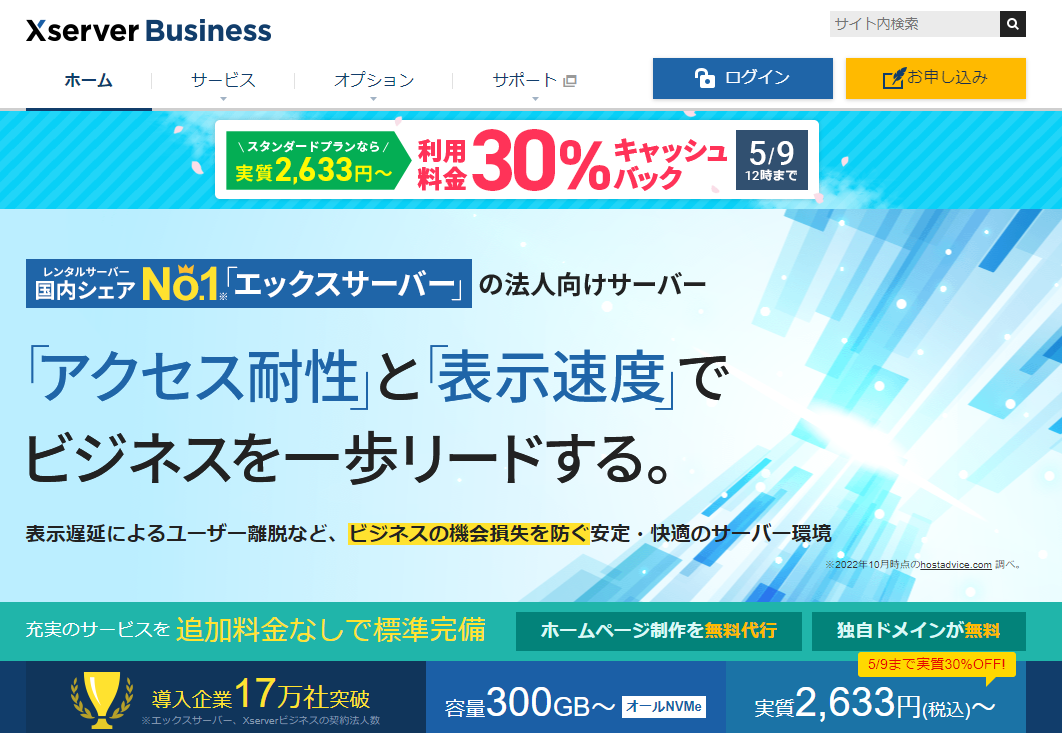 Xserver Business
サイト内検索
ホーム
サービス
オプション
サポート
ログイン
お申し込み
\ スタンダードプランなら /
実質2,633円～
利用料金30%キャッシュバック
5/9
12時まで
レンタルサーバー
国内シェア No.1※「エックスサーバー」の法人向けサーバー
「アクセス耐性」と「表示速度」で
ビジネスを一歩リードする。
表示遅延によるユーザー離脱など、ビジネスの機会損失を防ぐ安定・快適のサーバー環境
※2022年10月時点のhostadvice.com 調べ。
充実のサービスを 追加料金なしで標準完備
ホームページ制作を無料代行
独自ドメインが無料
5/9まで実質30%OFF!
導入企業17万社突破
※エックスサーバー、Xserverビジネスの契約法人数
容量300GB～ オールNVMe
実質2,633円(税込)～